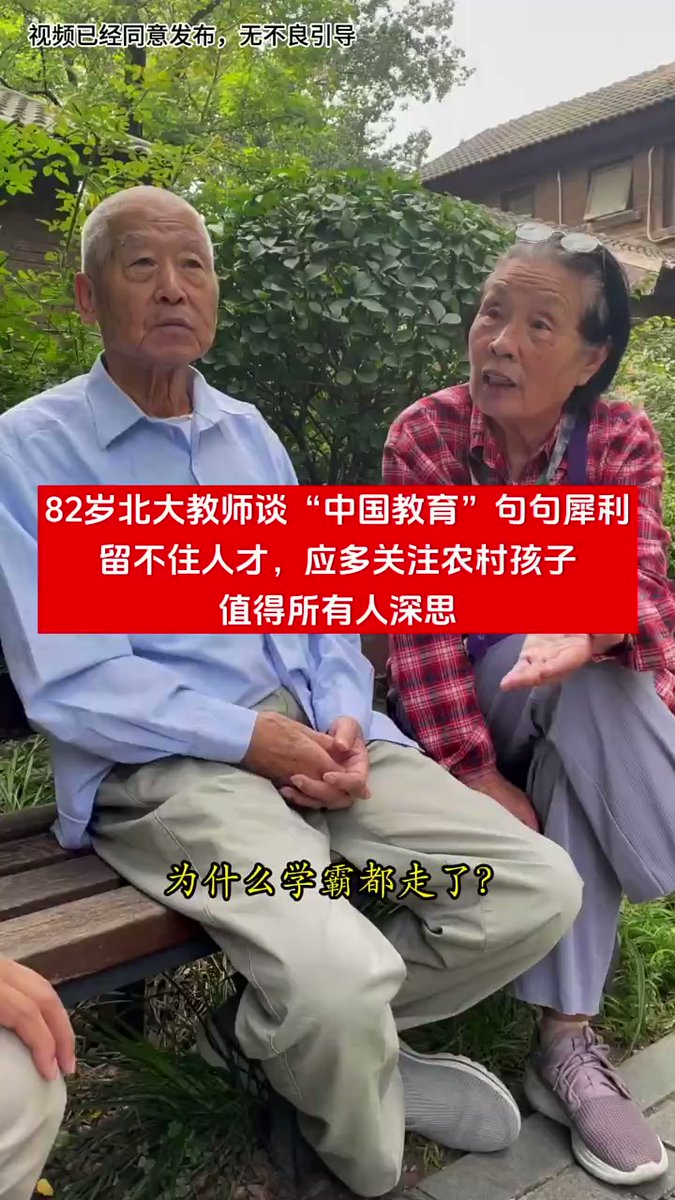 视频已经同意发布，无不良引导
82岁北大教师谈“中国教育”句句犀利
留不住人才，应多关注农村孩子
值得所有人深思
为什么学霸都走了？